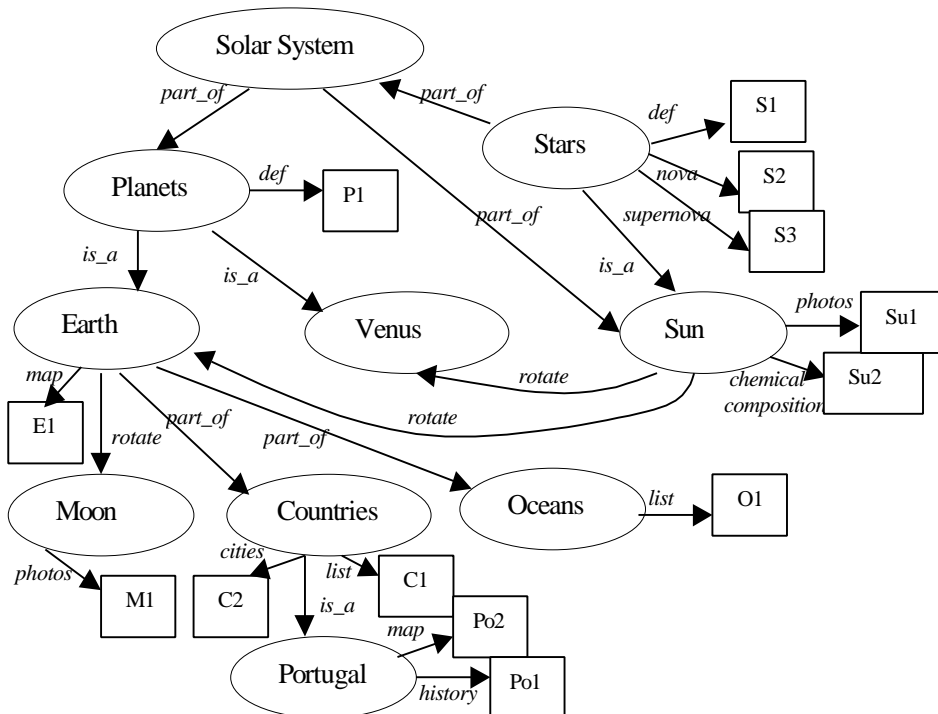 Solar System
part_of
part_of
def
S1
Stars
nova
S2
Planets
def
P1
part_of
supernova
S3
is_a
is_a
is_a
Earth
Venus
Sun
photos
Su1
map
rotate
chemical
composition
Su2
E1
rotate
part_of
part_of
rotate
Moon
Countries
Oceans
list
O1
photos
cities
list
M1
C2
is_a
C1
map
Po2
Portugal
history
Po1